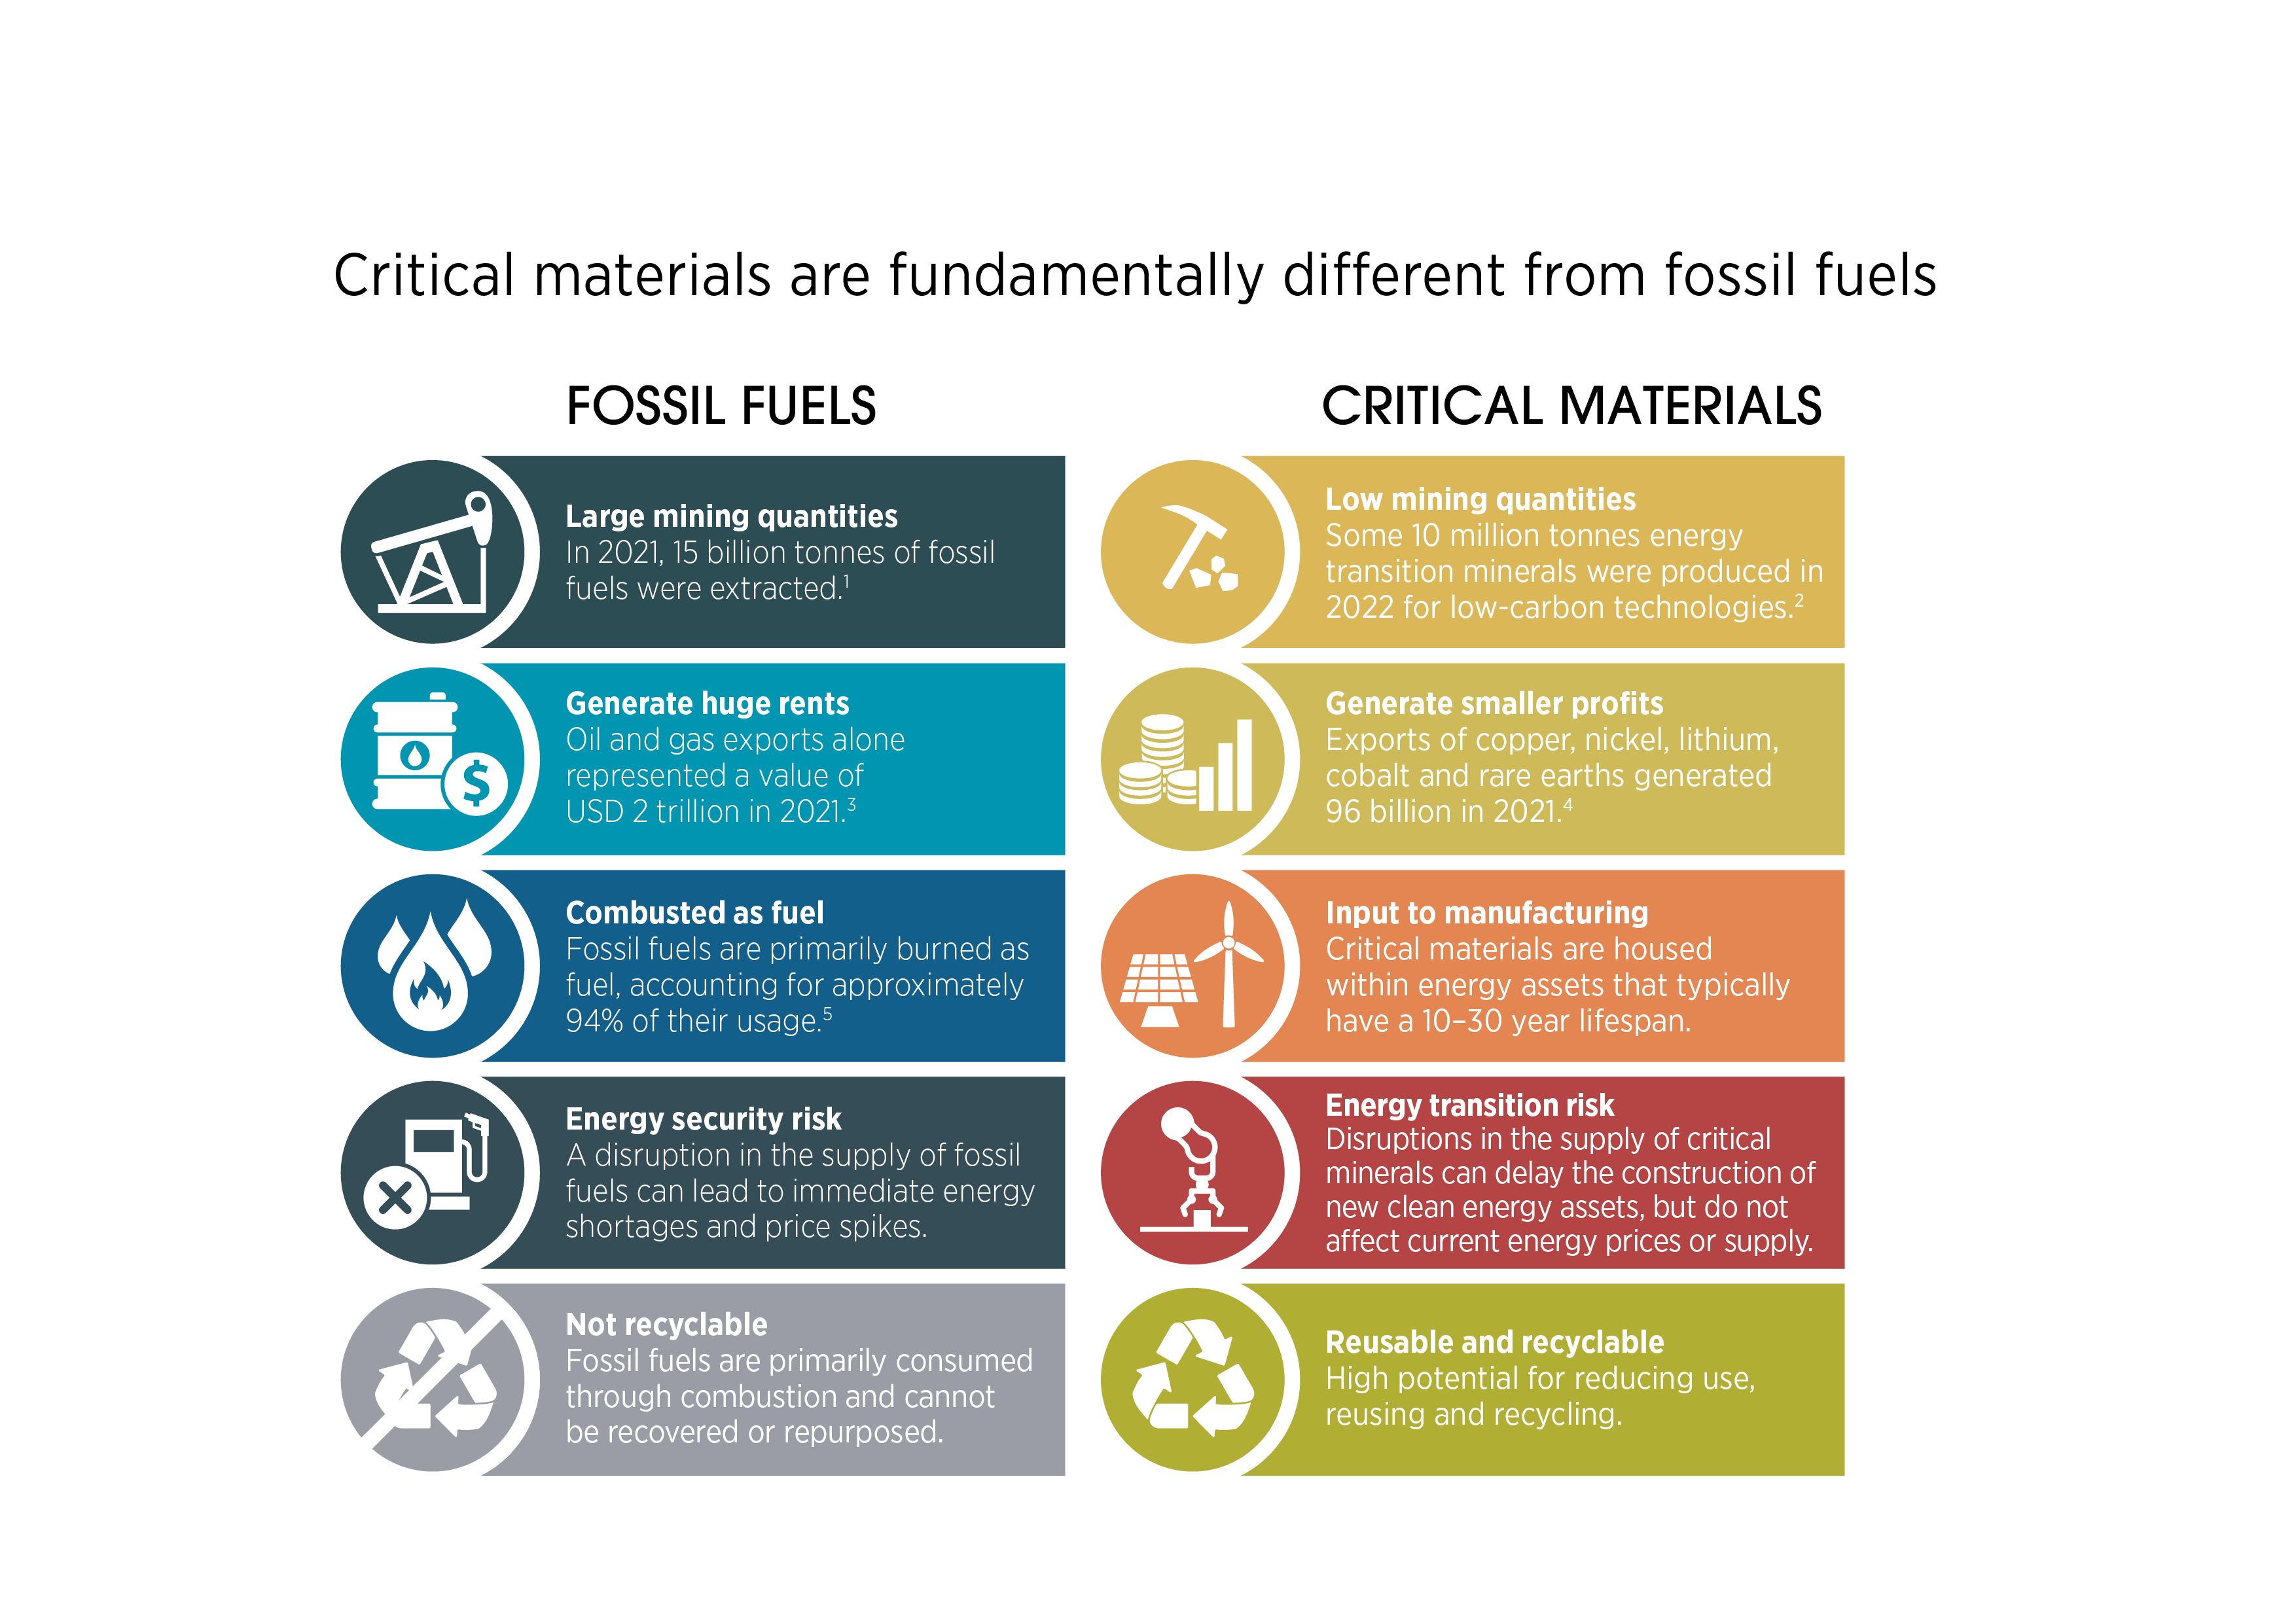 Critical materials are fundamentally different from fossil fuels
FOSSIL FUELS
Large mining quantities
In 2021, 15 billion tonnes of fossil
fuels were extracted.¹
Generate huge rents
Oil and gas exports alone
represented a value of
USD 2 trillion in 2021.³
Combusted as fuel
Fossil fuels are primarily burned as
fuel, accounting for approximately
94% of their usage.⁵
Energy security risk
A disruption in the supply of fossil
fuels can lead to immediate energy
shortages and price spikes.
Not recyclable
Fossil fuels are primarily consumed
through combustion and cannot
be recovered or repurposed.
CRITICAL MATERIALS
Low mining quantities
Some 10 million tonnes energy
transition minerals were produced in
2022 for low-carbon technologies.²
Generate smaller profits
Exports of copper, nickel, lithium,
cobalt and rare earths generated
96 billion in 2021.⁴
Input to manufacturing
Critical materials are housed
within energy assets that typically
have a 10–30 year lifespan.
Energy transition risk
Disruptions in the supply of critical
minerals can delay the construction of
new clean energy assets, but do not
affect current energy prices or supply.
Reusable and recyclable
High potential for reducing use,
reusing and recycling.
$